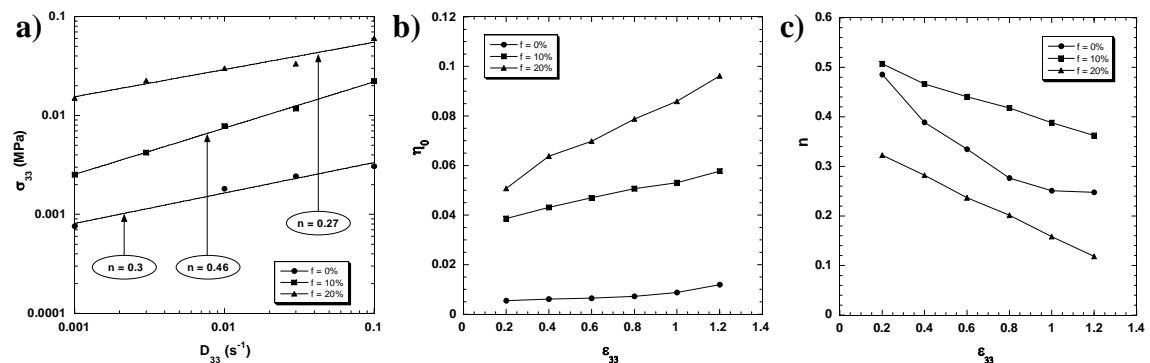 a)
0.1
0.01
0.001
0.0001
σ33 (MPa)
n = 0.27
n = 0.3
n = 0.46
f = 0%
f = 10%
f = 20%
0.001
0.01
0.1
D33 (s-1)
b)
0.12
0.1
0.08
0.06
0.04
0.02
0
η0
f = 0%
f = 10%
f = 20%
0
0.2
0.4
0.6
0.8
1
1.2
1.4
ε33
c)
0.6
0.5
0.4
0.3
0.2
0.1
0
n
f = 0%
f = 10%
f = 20%
0
0.2
0.4
0.6
0.8
1
1.2
1.4
ε33